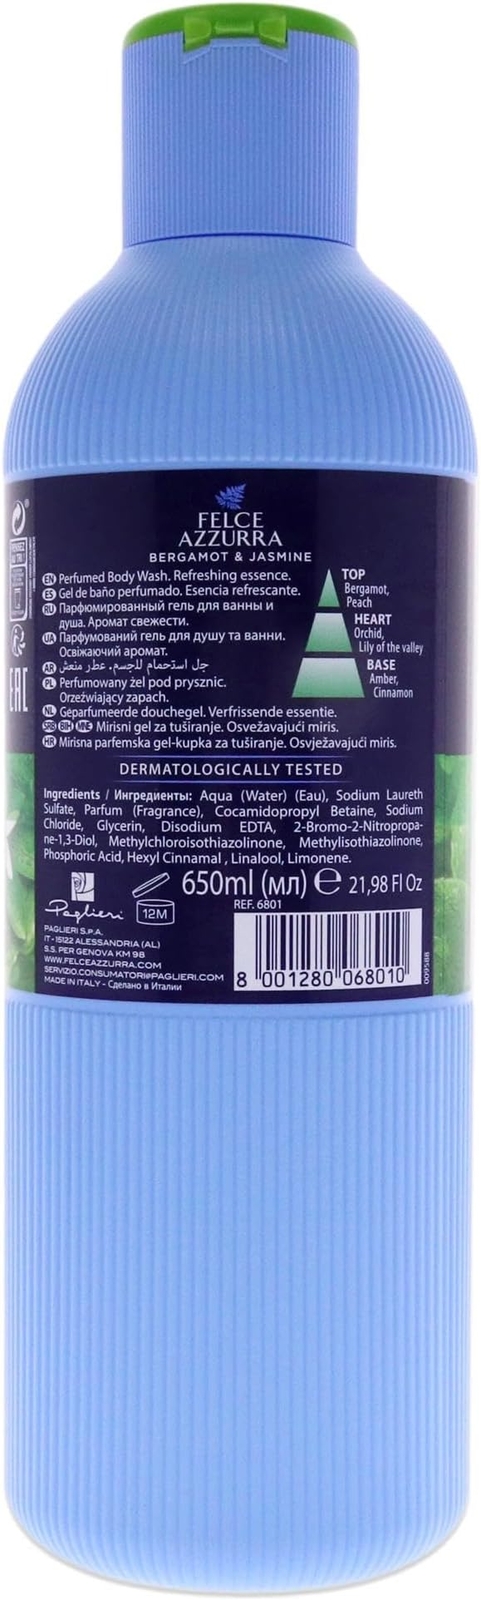 FELCE
AZZURRA
BERGAMOT & JASMINE
EN Perfumed Body Wash. Refreshing essence.
ES Gel de baño perfumado. Esencia refrescante.
RU Парфюмированный гель для ванны и
душа. Аромат свежести.
UA Парфумований гель для душу та ванни.
Освіжаючий аромат.
AR جل استحمام للجسم. عطر منعش
PL Perfumowany żel pod prysznic.
Orzeźwiający zapach.
NL Geparfumeerde douchegel. Verfrissende essentie.
SRB BIH MNE Mirisni gel za tuširanje. Osvežavajući miris.
HR Mirisna parfemska gel-kupka za tuširanje. Osvježavajući miris.
TOP
Bergamot,
Peach
HEART
Orchid,
Lily of the valley
BASE
Amber,
Cinnamon
DERMATOLOGICALLY TESTED
Ingredients / Ингредиенты: Aqua (Water) (Eau), Sodium Laureth
Sulfate, Parfum (Fragrance), Cocamidopropyl Betaine, Sodium
Chloride, Glycerin, Disodium EDTA, 2-Bromo-2-Nitropropa-
ne-1,3-Diol, Methylchloroisothiazolinone, Methylisothiazolinone,
Phosphoric Acid, Hexyl Cinnamal , Linalool, Limonene.
Paglieri
12M
650ml (мл) ℮ 21,98 Fl Oz
REF. 6801
PAGLIERI S.P.A.
IT - 15122 ALESSANDRIA (AL)
S.S. PER GENOVA KM 98
WWW.FELCEAZZURRA.COM
SERVIZIO.CONSUMATORI@PAGLIERI.COM
MADE IN ITALY - Сделано в Италии
8 001280 068010
009588
EAC